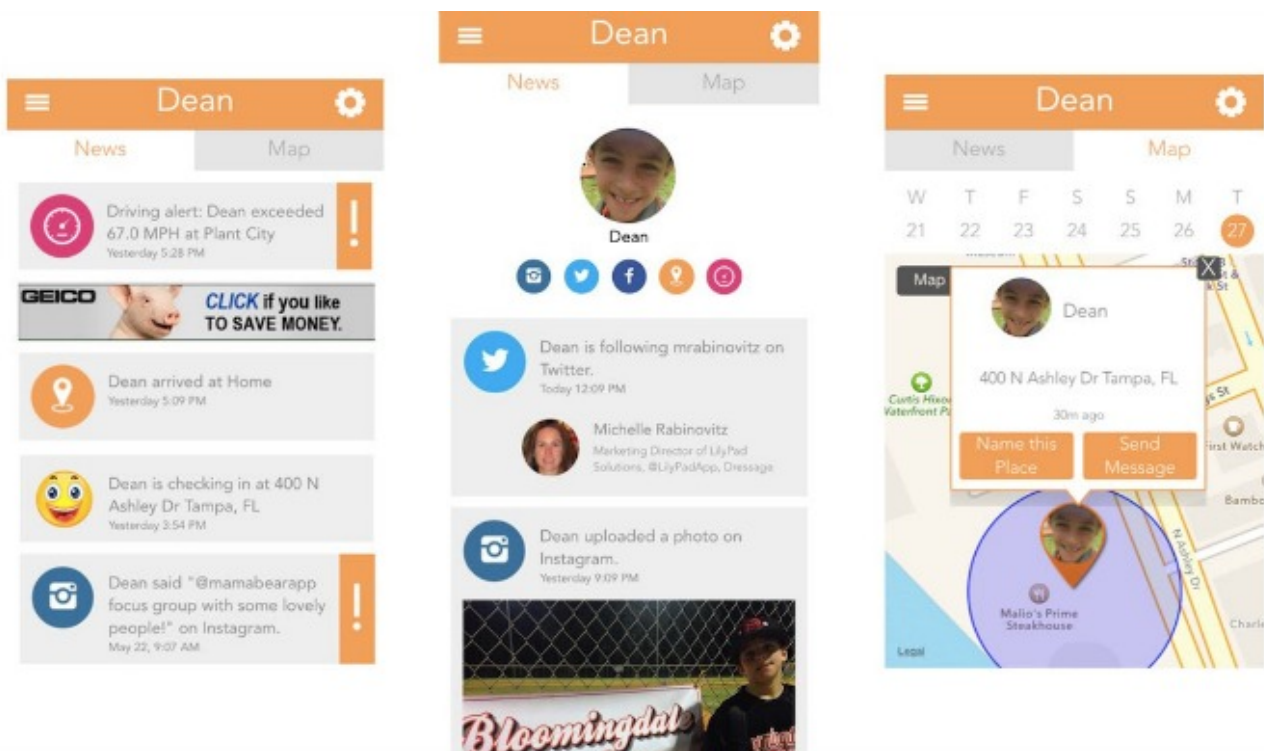 Dean
News Map
Driving alert: Dean exceeded
67.0 MPH at Plant City
Yesterday 5:28 PM
GEICO
CLICK if you like
TO SAVE MONEY.
Dean arrived at Home
Yesterday 5:09 PM
Dean is checking in at 400 N
Ashley Dr Tampa, FL
Yesterday 3:54 PM
Dean said "@mamabearapp
focus group with some lovely
people!" on Instagram.
May 22, 9:07 AM
Dean
News Map
Dean
Dean is following mrabinovitz on
Twitter.
Today 12:09 PM
Michelle Rabinovitz
Marketing Director of LilyPad
Solutions, @LilyPadApp, Dressage
Dean uploaded a photo on
Instagram.
Yesterday 9:09 PM
Bloomingdale
Dean
News Map
W T F S S M T
21 22 23 24 25 26 27
Map
X
Dean
400 N Ashley Dr Tampa, FL
30m ago
Name this
Place
Send
Message
Curtis Hixon
Waterfront Pa
First Watch
Bambo
N Ashley Dr
Malio's Prime
Steakhouse
Charle
Legal